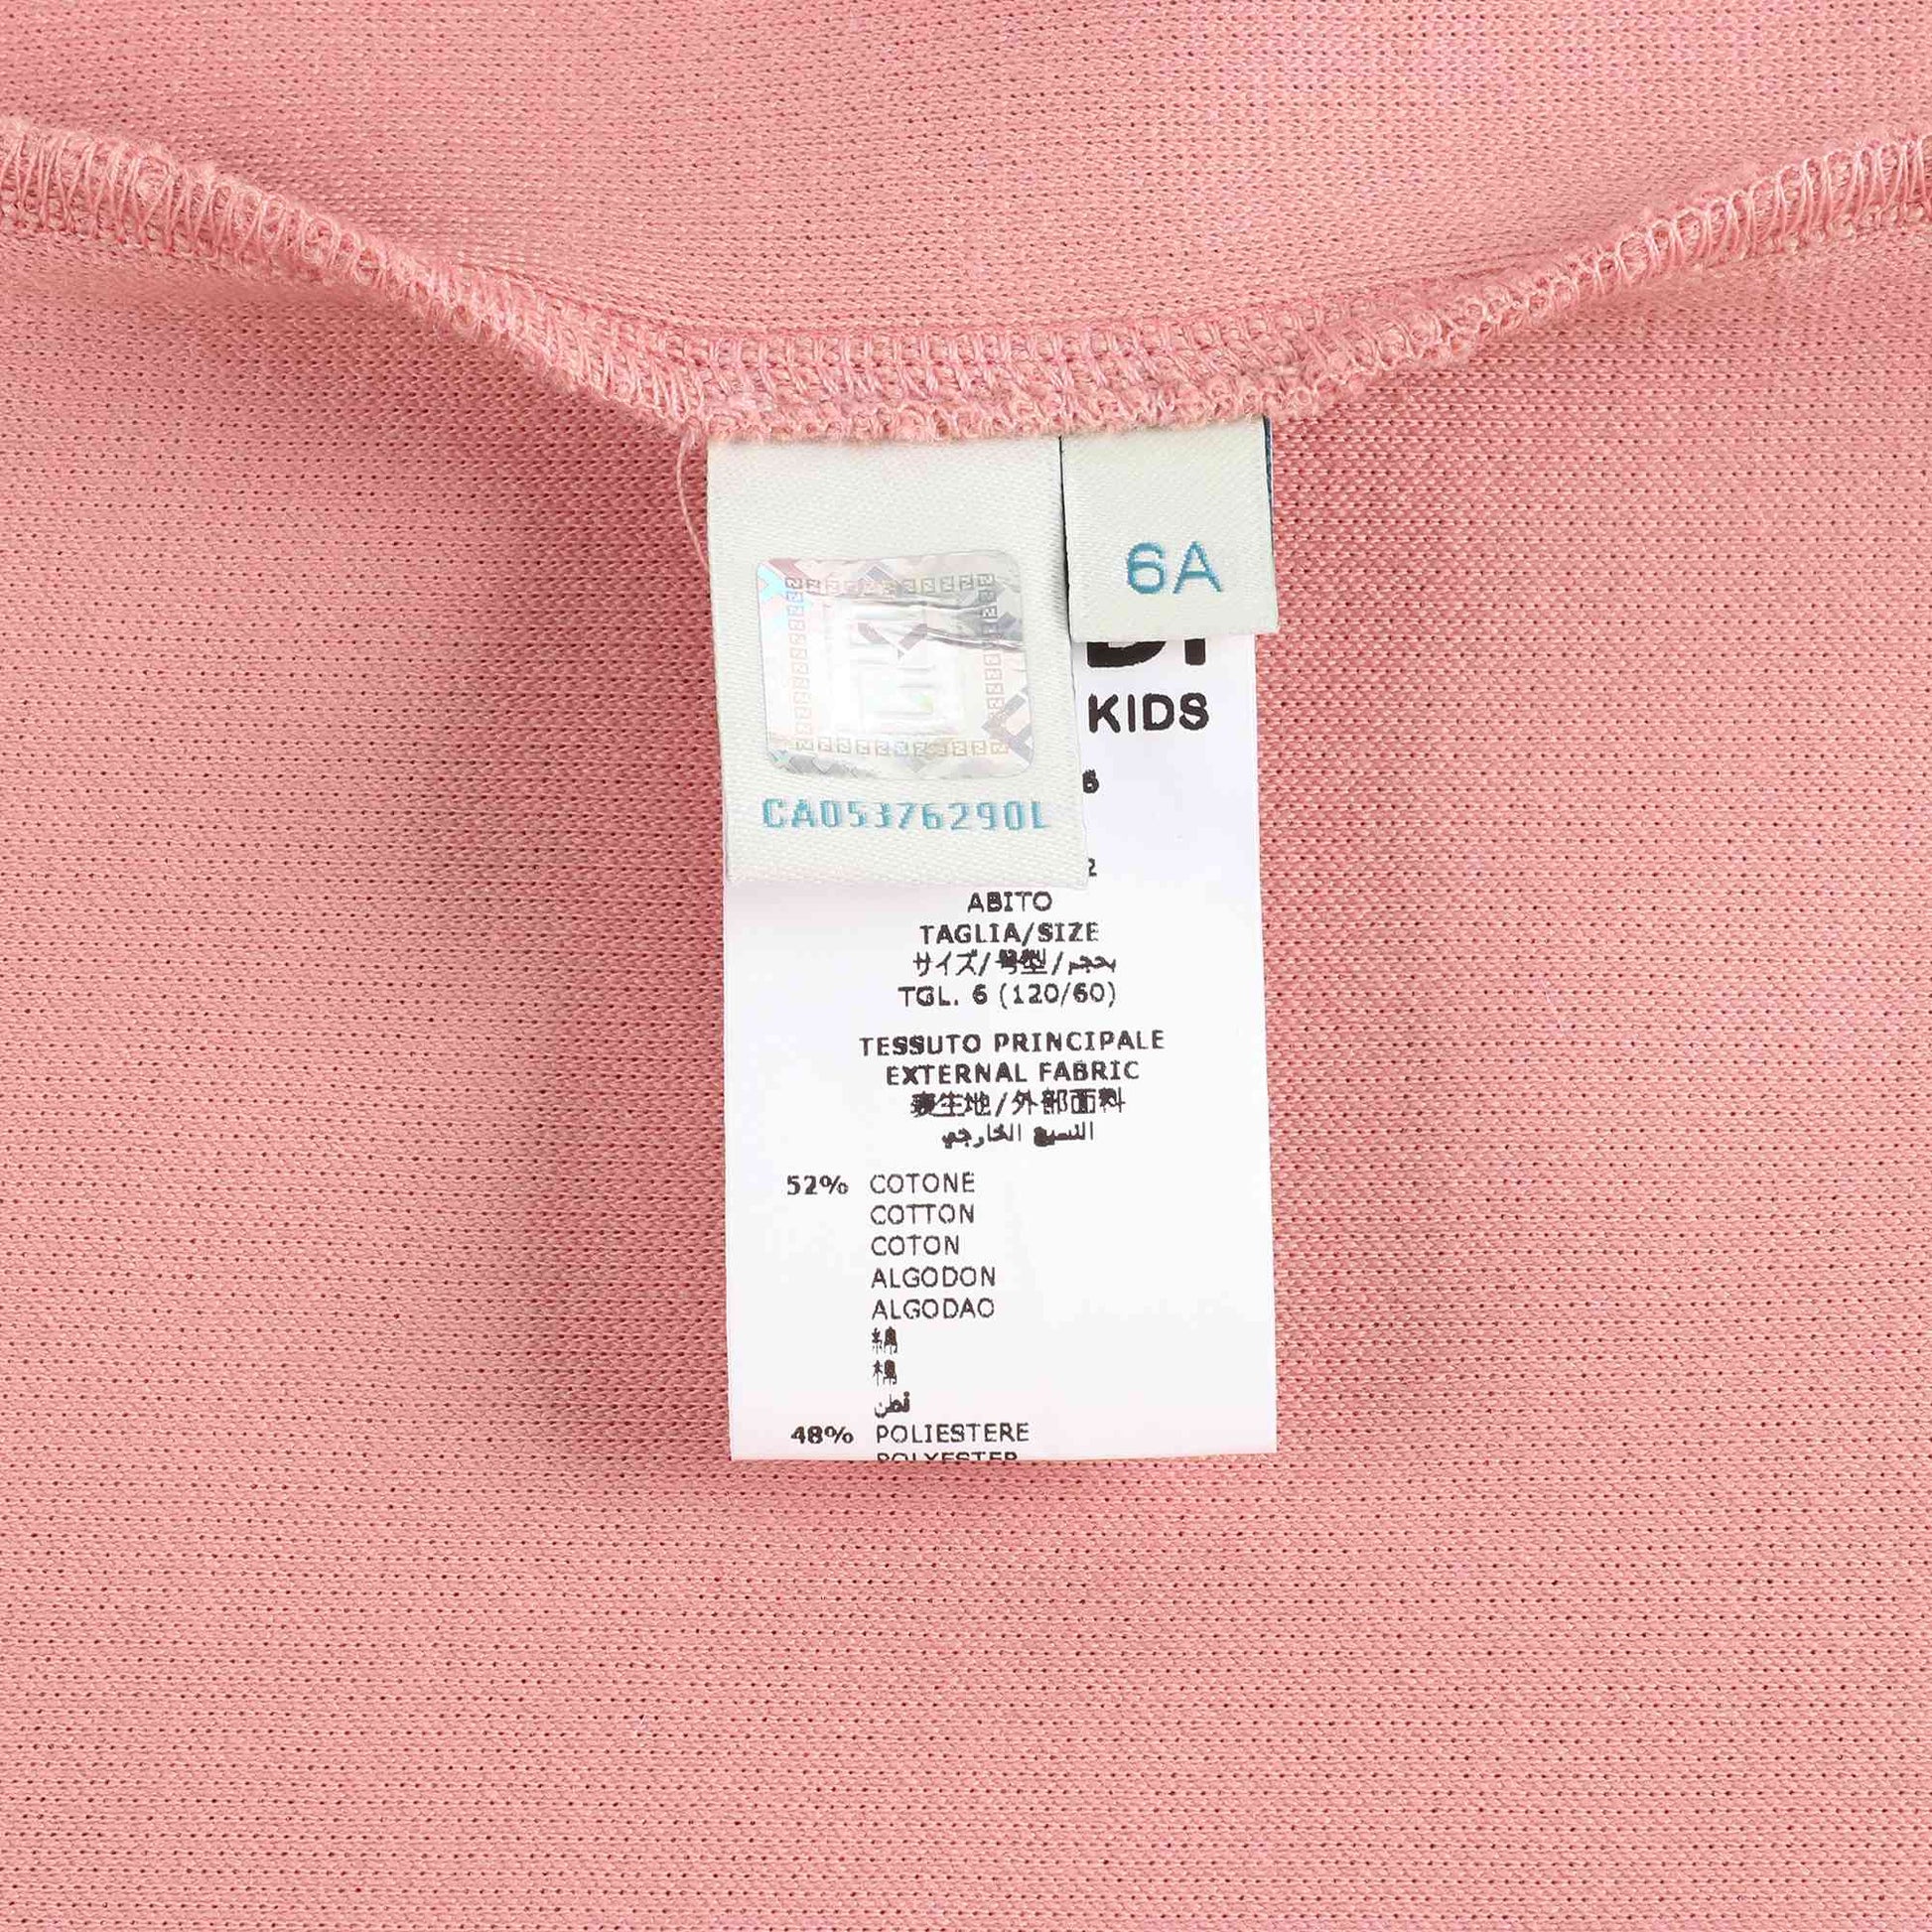 6A
KIDS
CA05376290L
ABITO
TAGLIA/SIZE
サイズ/号型/حجم
TGL. 6 (120/60)
TESSUTO PRINCIPALE
EXTERNAL FABRIC
表生地/外部面料
النسيج الخارجي
52% COTONE
COTTON
COTON
ALGODON
ALGODAO
綿
棉
قطن
48% POLIESTERE
POLYESTER